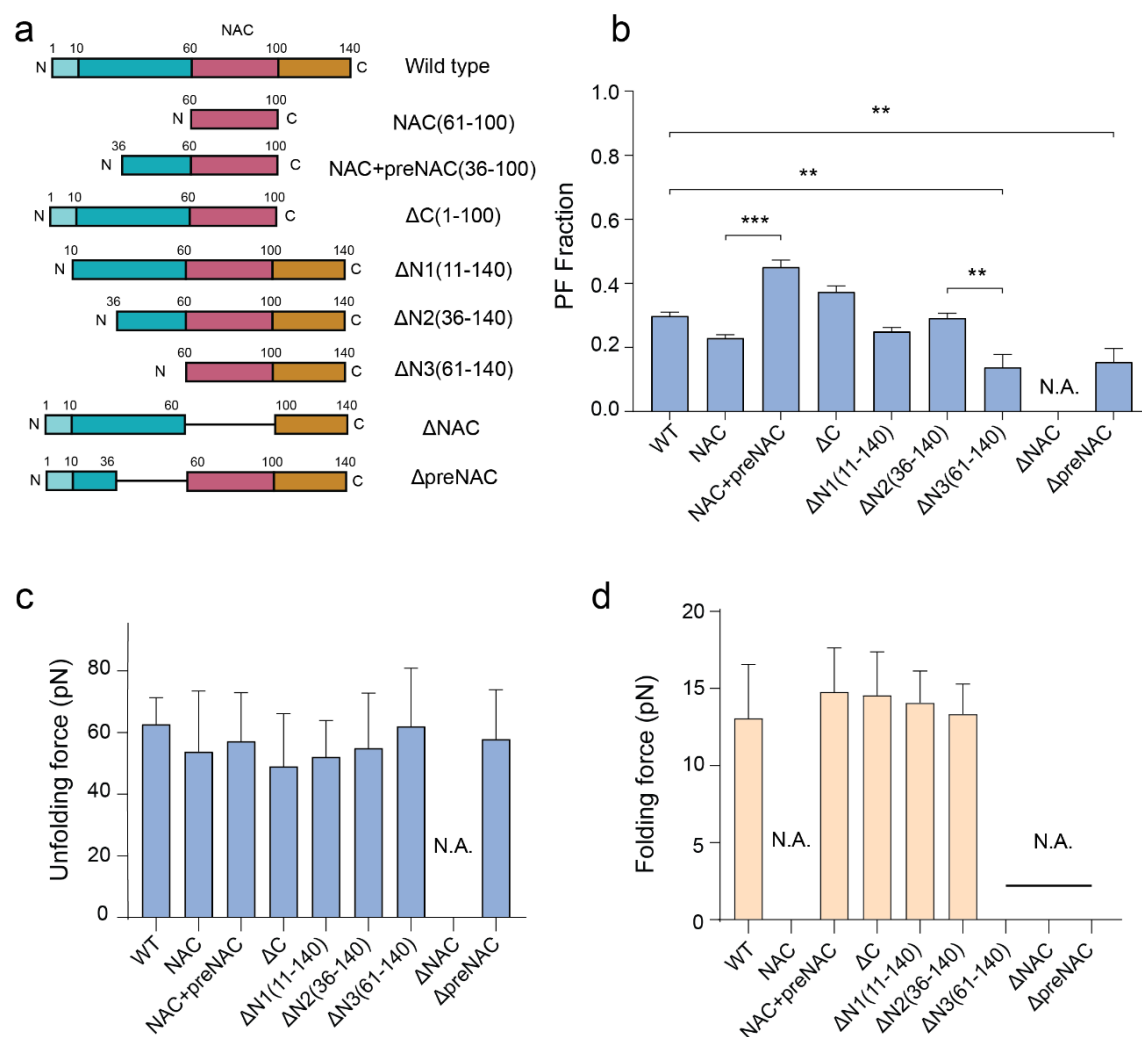 a
NAC
1 10 60 100 140
N C Wild type
60 100
N C NAC(61-100)
36 60 100
N C NAC+preNAC(36-100)
1 10 60 100
N C ΔC(1-100)
10 60 100 140
N C ΔN1(11-140)
36 60 100 140
N C ΔN2(36-140)
60 100 140
N C ΔN3(61-140)
1 10 60 100 140
N C ΔNAC
1 10 36 60 100 140
N C ΔpreNAC
b
PF Fraction
1.0
0.8
0.6
0.4
0.2
0.0
**
**
***
**
N.A.
WT
NAC
NAC+preNAC
ΔC
ΔN1(11-140)
ΔN2(36-140)
ΔN3(61-140)
ΔNAC
ΔpreNAC
c
Unfolding force (pN)
80
60
40
20
0
N.A.
WT
NAC
NAC+preNAC
ΔC
ΔN1(11-140)
ΔN2(36-140)
ΔN3(61-140)
ΔNAC
ΔpreNAC
d
Folding force (pN)
20
15
10
5
0
N.A.
N.A.
WT
NAC
NAC+preNAC
ΔC
ΔN1(11-140)
ΔN2(36-140)
ΔN3(61-140)
ΔNAC
ΔpreNAC